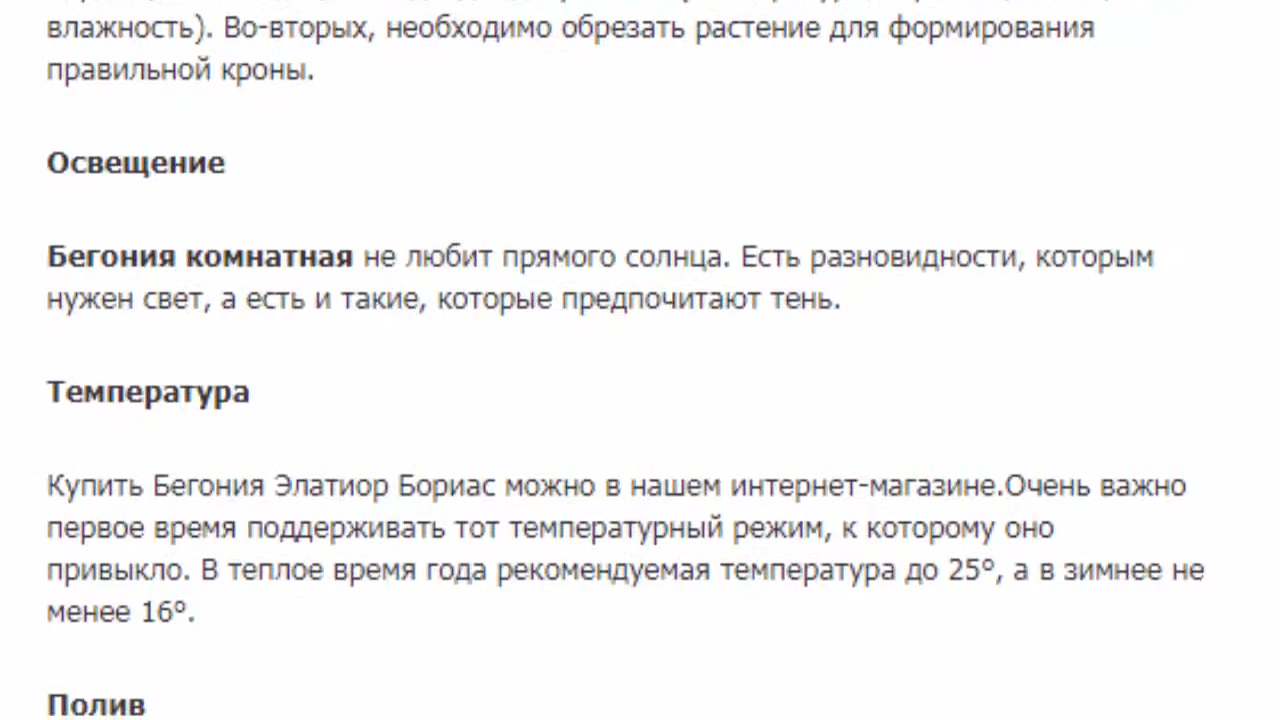 влажность). Во-вторых, необходимо обрезать растение для формирования
правильной кроны.
Освещение
Бегония комнатная не любит прямого солнца. Есть разновидности, которым
нужен свет, а есть и такие, которые предпочитают тень.
Температура
Купить Бегония Элатиор Бориас можно в нашем интернет-магазине.Очень важно
первое время поддерживать тот температурный режим, к которому оно
привыкло. В теплое время года рекомендуемая температура до 25º, а в зимнее не
менее 16º.
Полив